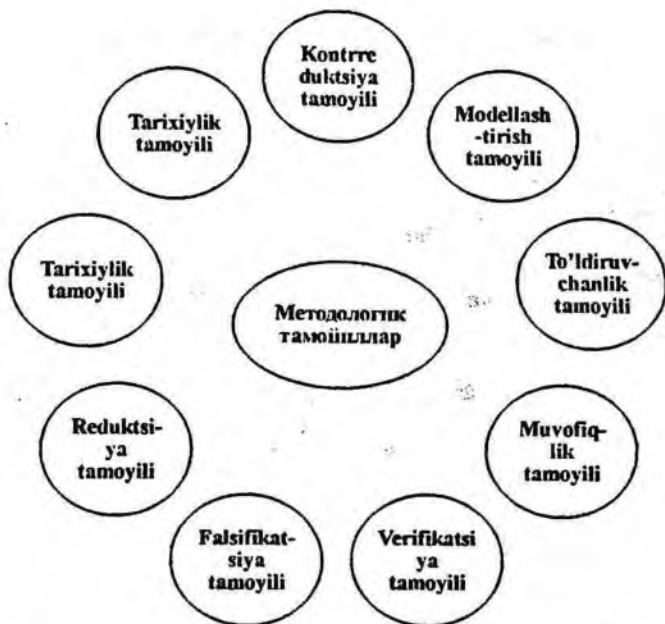 Kontrre
duktsiya
tamoyili
Modellash
-tirish
tamoyili
To'ldiruv-
chanlik
tamoyili
Muvofiq-
lik
tamoyili
Verifikatsi
ya
tamoyili
Falsifikat-
siya
tamoyili
Reduktsi-
ya
tamoyili
Tarixiylik
tamoyili
Tarixiylik
tamoyili
Методологик
тамойиллар